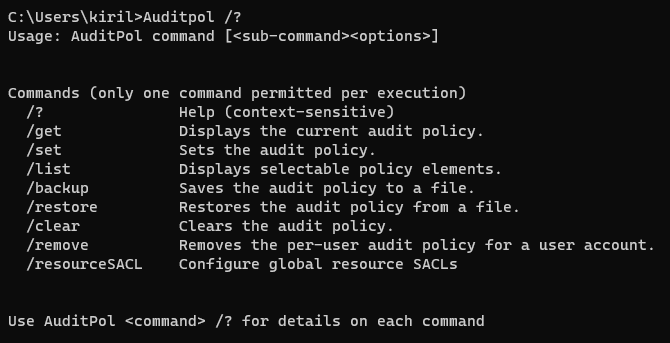 C:\Users\kiril>Auditpol /?
Usage: AuditPol command [<sub-command><options>]
Commands (only one command permitted per execution)
/? Help (context-sensitive)
/get Displays the current audit policy.
/set Sets the audit policy.
/list Displays selectable policy elements.
/backup Saves the audit policy to a file.
/restore Restores the audit policy from a file.
/clear Clears the audit policy.
/remove Removes the per-user audit policy for a user account.
/resourceSACL Configure global resource SACLs
Use AuditPol <command> /? for details on each command